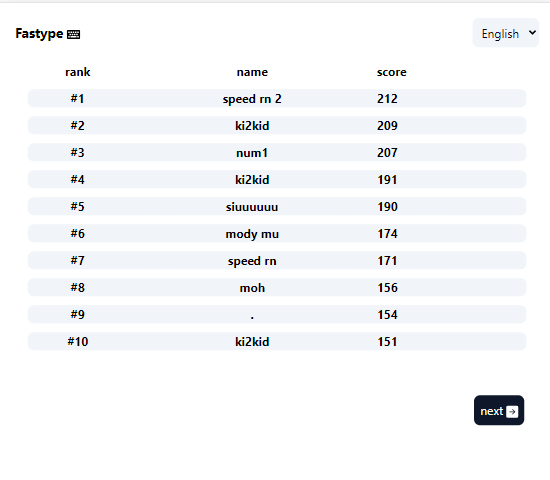 Fastype
English
rank name score
#1 speed rn 2 212
#2 ki2kid 209
#3 num1 207
#4 ki2kid 191
#5 siuuuuuu 190
#6 mody mu 174
#7 speed rn 171
#8 moh 156
#9 . 154
#10 ki2kid 151
next